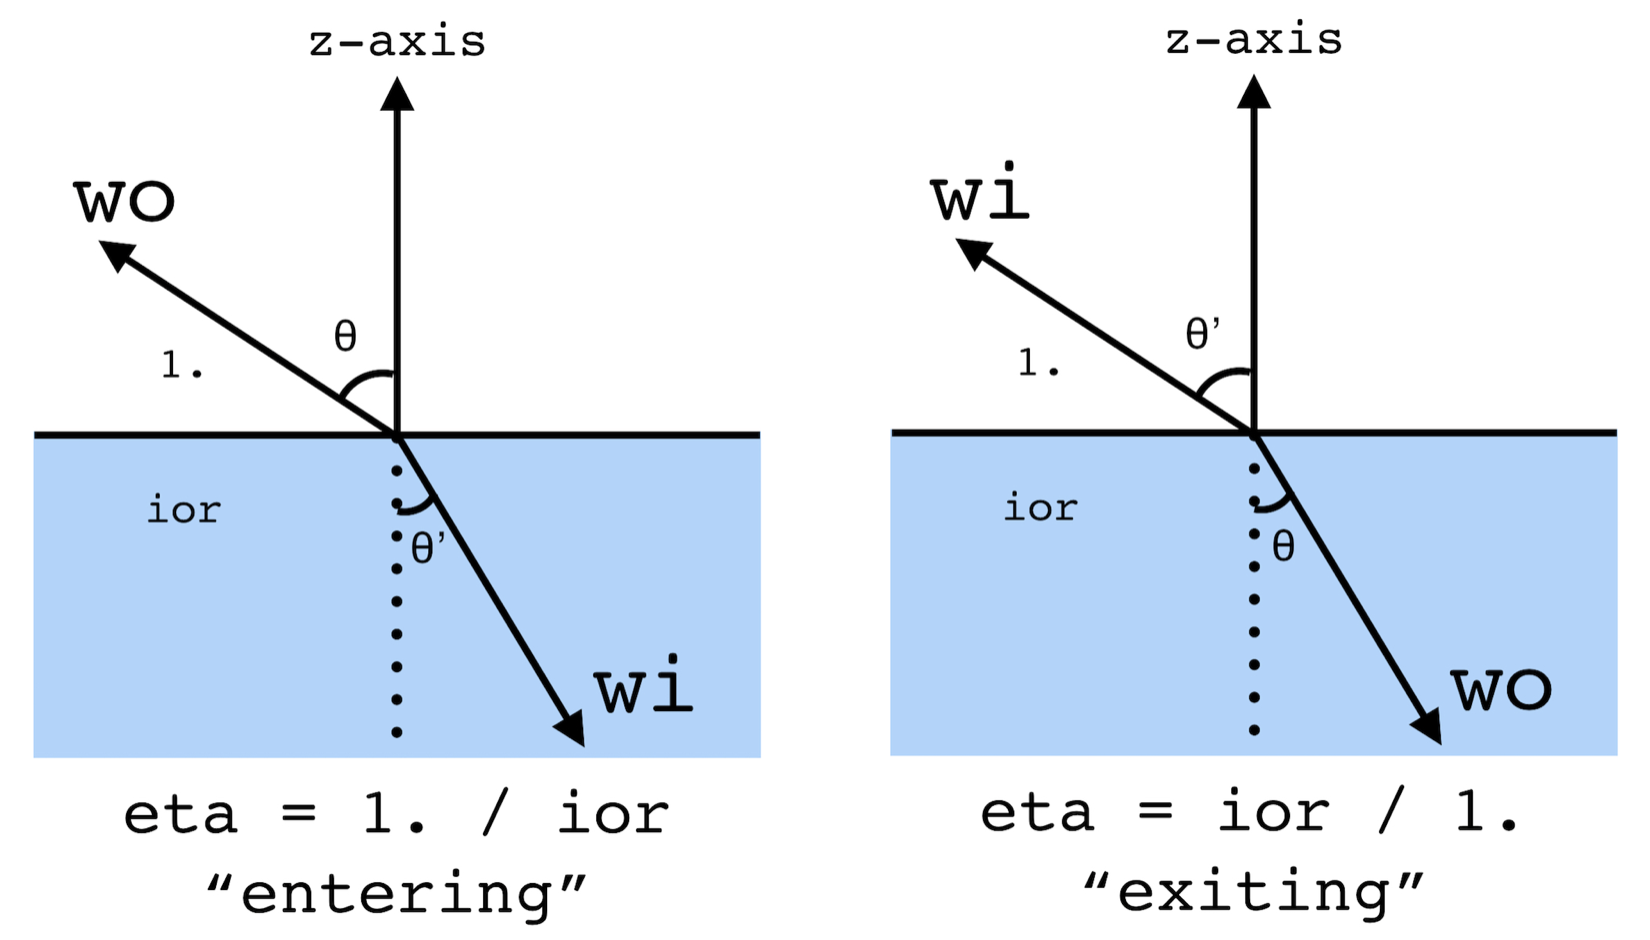 z-axis
wo
θ
1.
ior
θ’
wi
eta = 1. / ior
“entering”
z-axis
wi
θ’
1.
ior
θ
wo
eta = ior / 1.
“exiting”